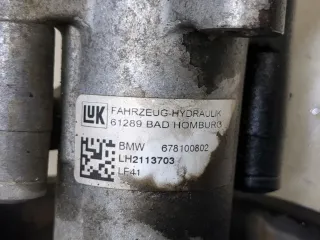 LUK FAHRZEUG-HYDRAULIK
61289 BAD HOMBURG
BMW 678100802
LH2113703
LF41